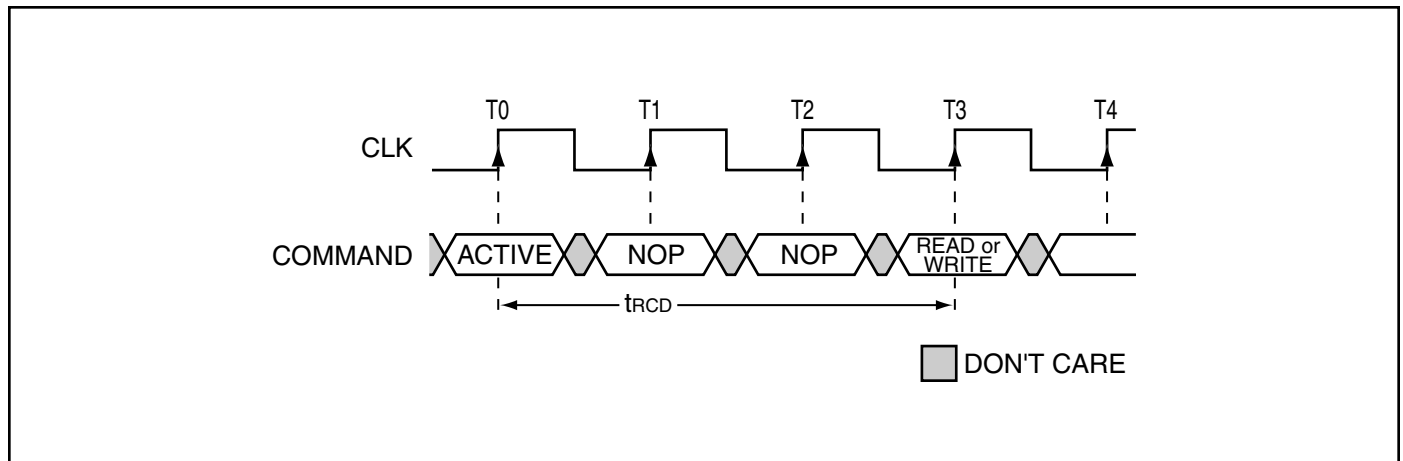 T0 T1 T2 T3 T4
CLK
COMMAND ACTIVE NOP NOP READ or
WRITE
tRCD
DON'T CARE